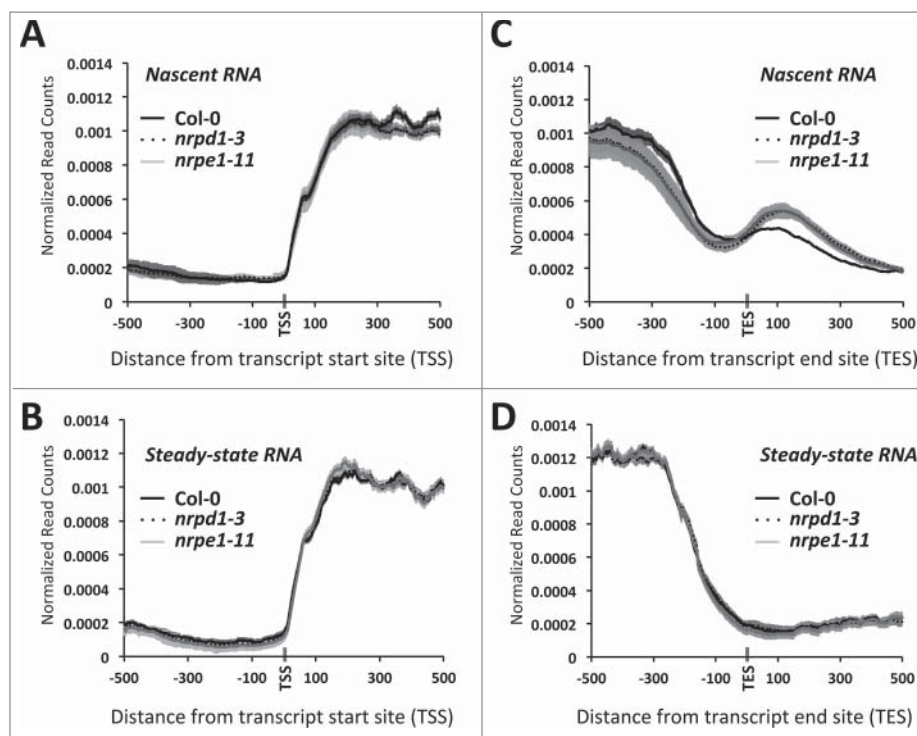 A
Nascent RNA
Col-0
nrpd1-3
nrpe1-11
Normalized Read Counts
0.0014
0.0012
0.001
0.0008
0.0006
0.0004
0.0002
0
-500 -300 -100 TSS 100 300 500
Distance from transcript start site (TSS)
C
Nascent RNA
Col-0
nrpd1-3
nrpe1-11
Normalized Read Counts
0.0014
0.0012
0.001
0.0008
0.0006
0.0004
0.0002
0
-500 -300 -100 TES 100 300 500
Distance from transcript end site (TES)
B
Steady-state RNA
Col-0
nrpd1-3
nrpe1-11
Normalized Read Counts
0.0014
0.0012
0.001
0.0008
0.0006
0.0004
0.0002
0
-500 -300 -100 TSS 100 300 500
Distance from transcript start site (TSS)
D
Steady-state RNA
Col-0
nrpd1-3
nrpe1-11
Normalized Read Counts
0.0014
0.0012
0.001
0.0008
0.0006
0.0004
0.0002
0
-500 -300 -100 TES 100 300 500
Distance from transcript end site (TES)